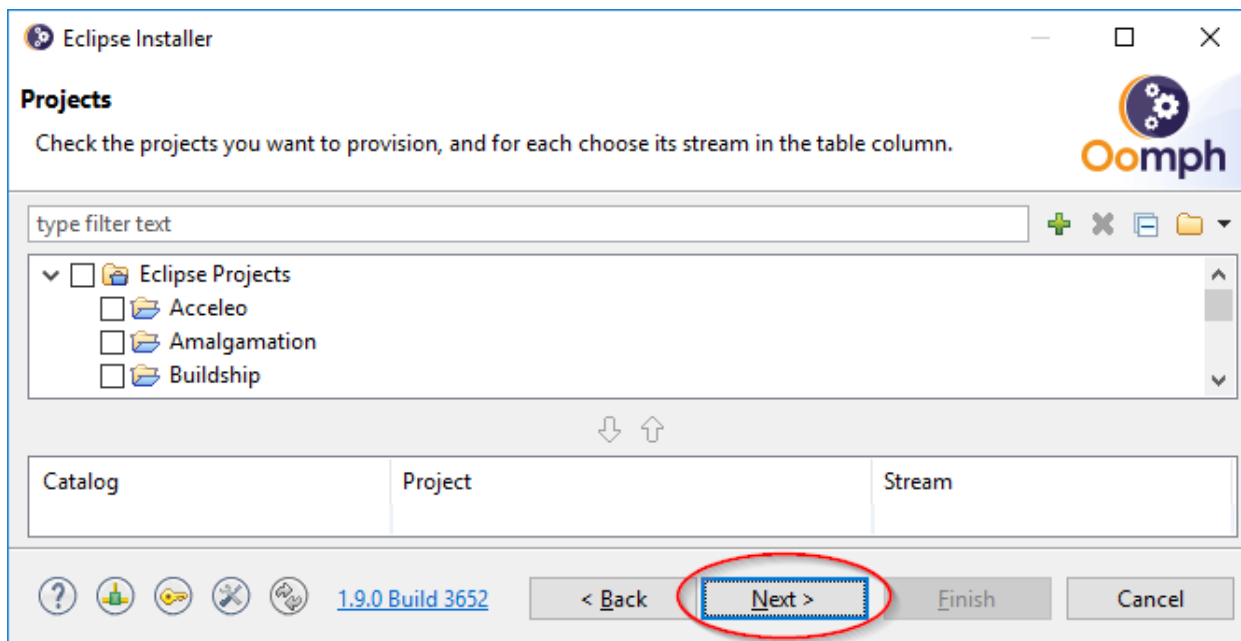 Eclipse Installer
Projects
Check the projects you want to provision, and for each choose its stream in the table column.
Oomph
type filter text
Eclipse Projects
Acceleo
Amalgamation
Buildship
Catalog Project Stream
? 1.9.0 Build 3652 < Back Next > Finish Cancel